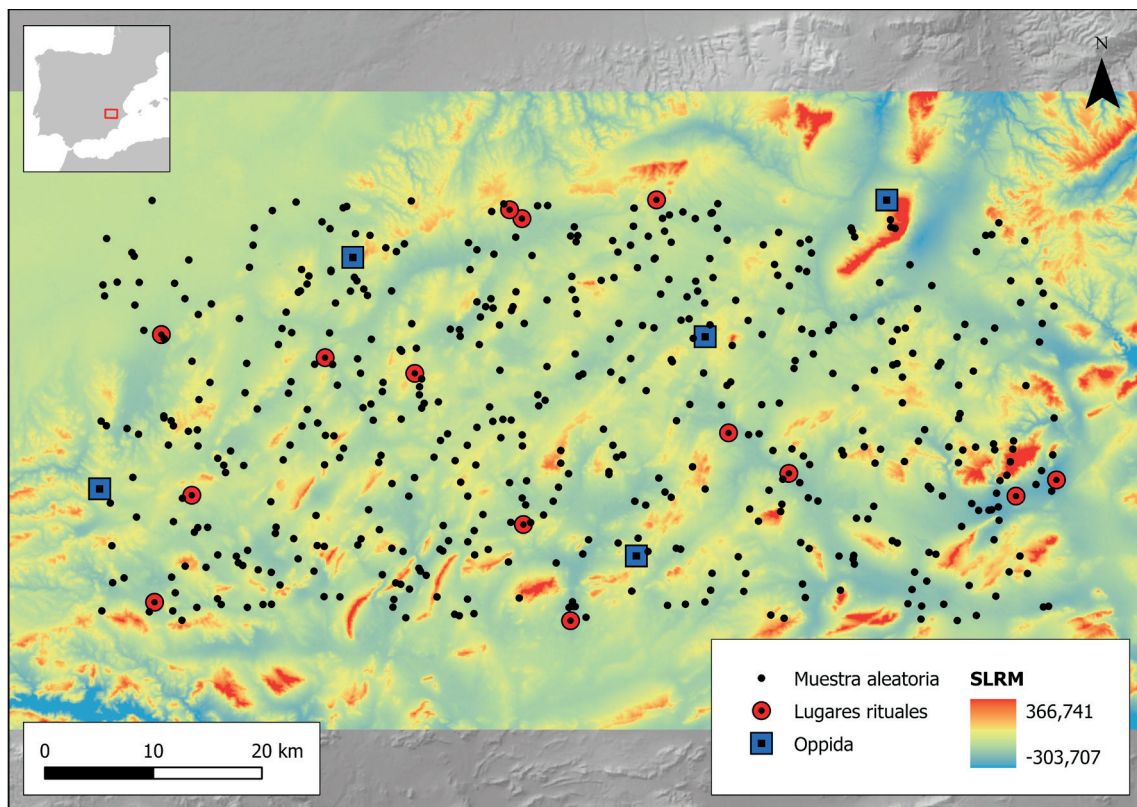 N
0 10 20 km
Muestra aleatoria
Lugares rituales
Oppida
SLRM
366,741
-303,707